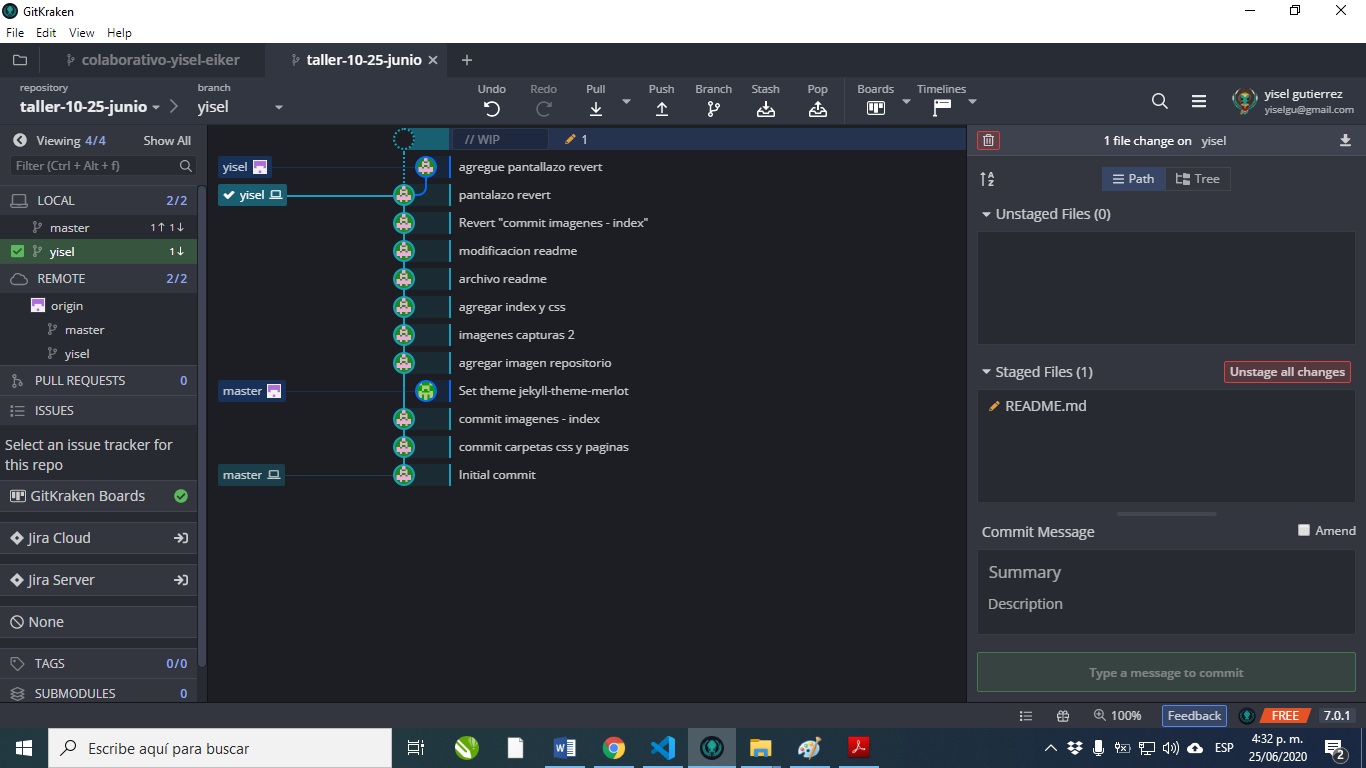 GitKraken
File Edit View Help
colaborativo-yisel-eiker
taller-10-25-junio
repository
taller-10-25-junio
branch
yisel
Undo
Redo
Pull
Push
Branch
Stash
Pop
Boards
Timelines
yisel gutierrez
yiselgu@gmail.com
Viewing 4/4
Show All
Filter (Ctrl + Alt + f)
LOCAL 2/2
master 1↑ 1↓
yisel 1↓
REMOTE 2/2
origin
master
yisel
PULL REQUESTS 0
ISSUES
Select an issue tracker for
this repo
GitKraken Boards
Jira Cloud
Jira Server
None
TAGS 0/0
SUBMODULES 0
// WIP 1
yisel agregue pantallazo revert
yisel pantalazo revert
Revert "commit imagenes - index"
modificacion readme
archivo readme
agregar index y css
imagenes capturas 2
agregar imagen repositorio
master Set theme jekyll-theme-merlot
commit imagenes - index
commit carpetas css y paginas
master Initial commit
1 file change on yisel
A
Z
Path
Tree
Unstaged Files (0)
Staged Files (1)
Unstage all changes
README.md
Commit Message
Amend
Summary
Description
Type a message to commit
100%
Feedback
FREE
7.0.1
Escribe aquí para buscar
ESP
4:32 p. m.
25/06/2020
2